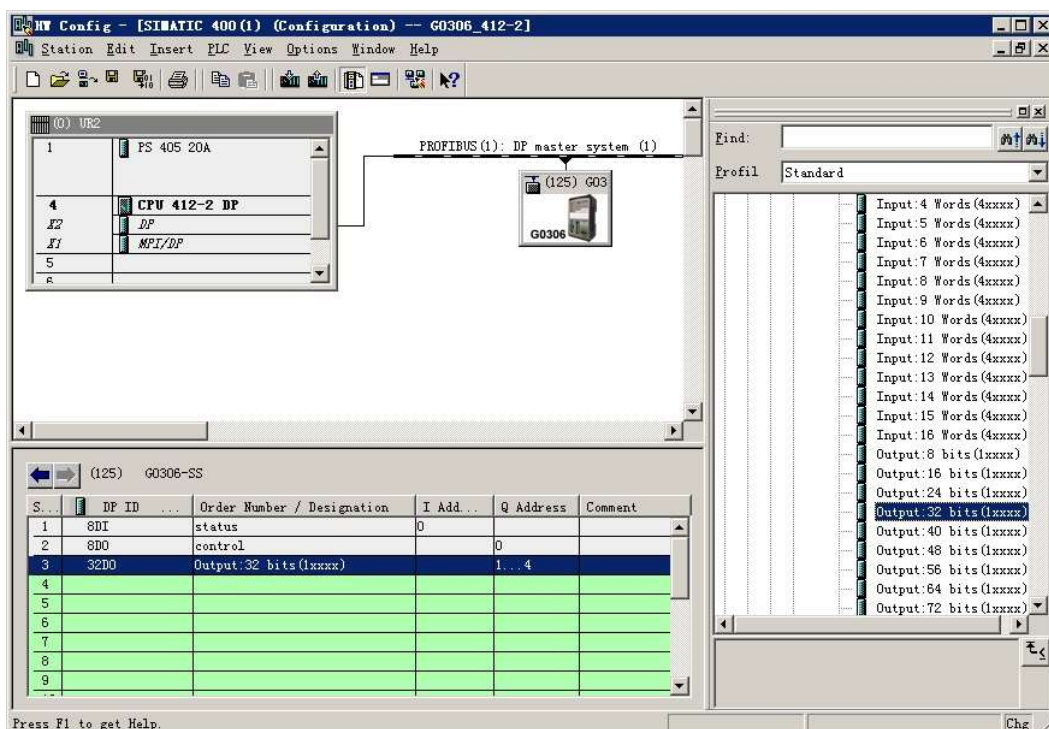 HW Config - [SIMATIC 400(1) (Configuration) -- G0306_412-2]
Station Edit Insert PLC View Options Window Help
(0) UR2
1 PS 405 20A
4 CPU 412-2 DP
X2 DP
X1 MPI/DP
5
6
PROFIBUS(1): DP master system (1)
(125) G03
G0306
Find:
Profil Standard
Input:4 Words(4xxxx)
Input:5 Words(4xxxx)
Input:6 Words(4xxxx)
Input:7 Words(4xxxx)
Input:8 Words(4xxxx)
Input:9 Words(4xxxx)
Input:10 Words(4xxxx)
Input:11 Words(4xxxx)
Input:12 Words(4xxxx)
Input:13 Words(4xxxx)
Input:14 Words(4xxxx)
Input:15 Words(4xxxx)
Input:16 Words(4xxxx)
Output:8 bits(1xxxx)
Output:16 bits(1xxxx)
Output:24 bits(1xxxx)
Output:32 bits(1xxxx)
Output:40 bits(1xxxx)
Output:48 bits(1xxxx)
Output:56 bits(1xxxx)
Output:64 bits(1xxxx)
Output:72 bits(1xxxx)
(125) G0306-SS
S... DP ID ... Order Number / Designation I Add... Q Address Comment
1 8DI status 0
2 8DO control 0
3 32DO Output:32 bits(1xxxx) 1...4
4
5
6
7
8
9
Press F1 to get Help.
Chg